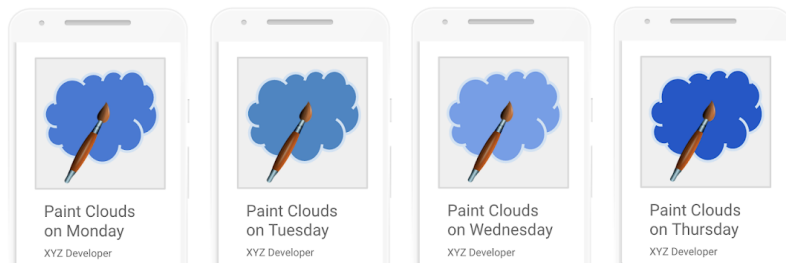 Paint Clouds
on Monday
XYZ Developer
Paint Clouds
on Tuesday
XYZ Developer
Paint Clouds
on Wednesday
XYZ Developer
Paint Clouds
on Thursday
XYZ Developer